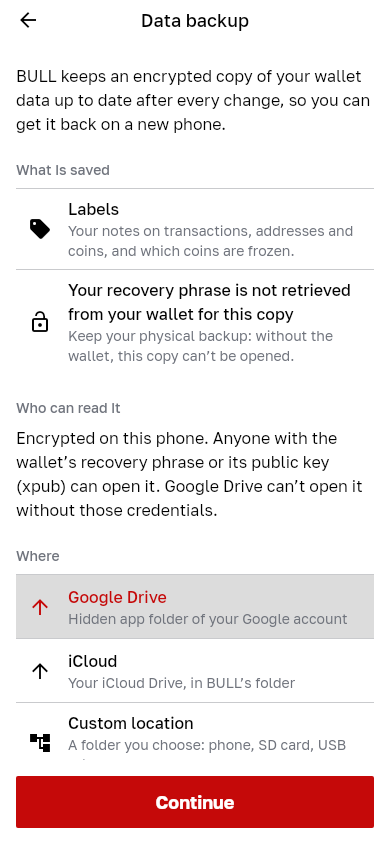 Data backup
BULL keeps an encrypted copy of your wallet
data up to date after every change, so you can
get it back on a new phone.
What is saved
Labels
Your notes on transactions, addresses and
coins, and which coins are frozen.
Your recovery phrase is not retrieved
from your wallet for this copy
Keep your physical backup: without the
wallet, this copy can’t be opened.
Who can read it
Encrypted on this phone. Anyone with the
wallet’s recovery phrase or its public key
(xpub) can open it. Google Drive can’t open it
without those credentials.
Where
Google Drive
Hidden app folder of your Google account
iCloud
Your iCloud Drive, in BULL’s folder
Custom location
A folder you choose: phone, SD card, USB
Continue